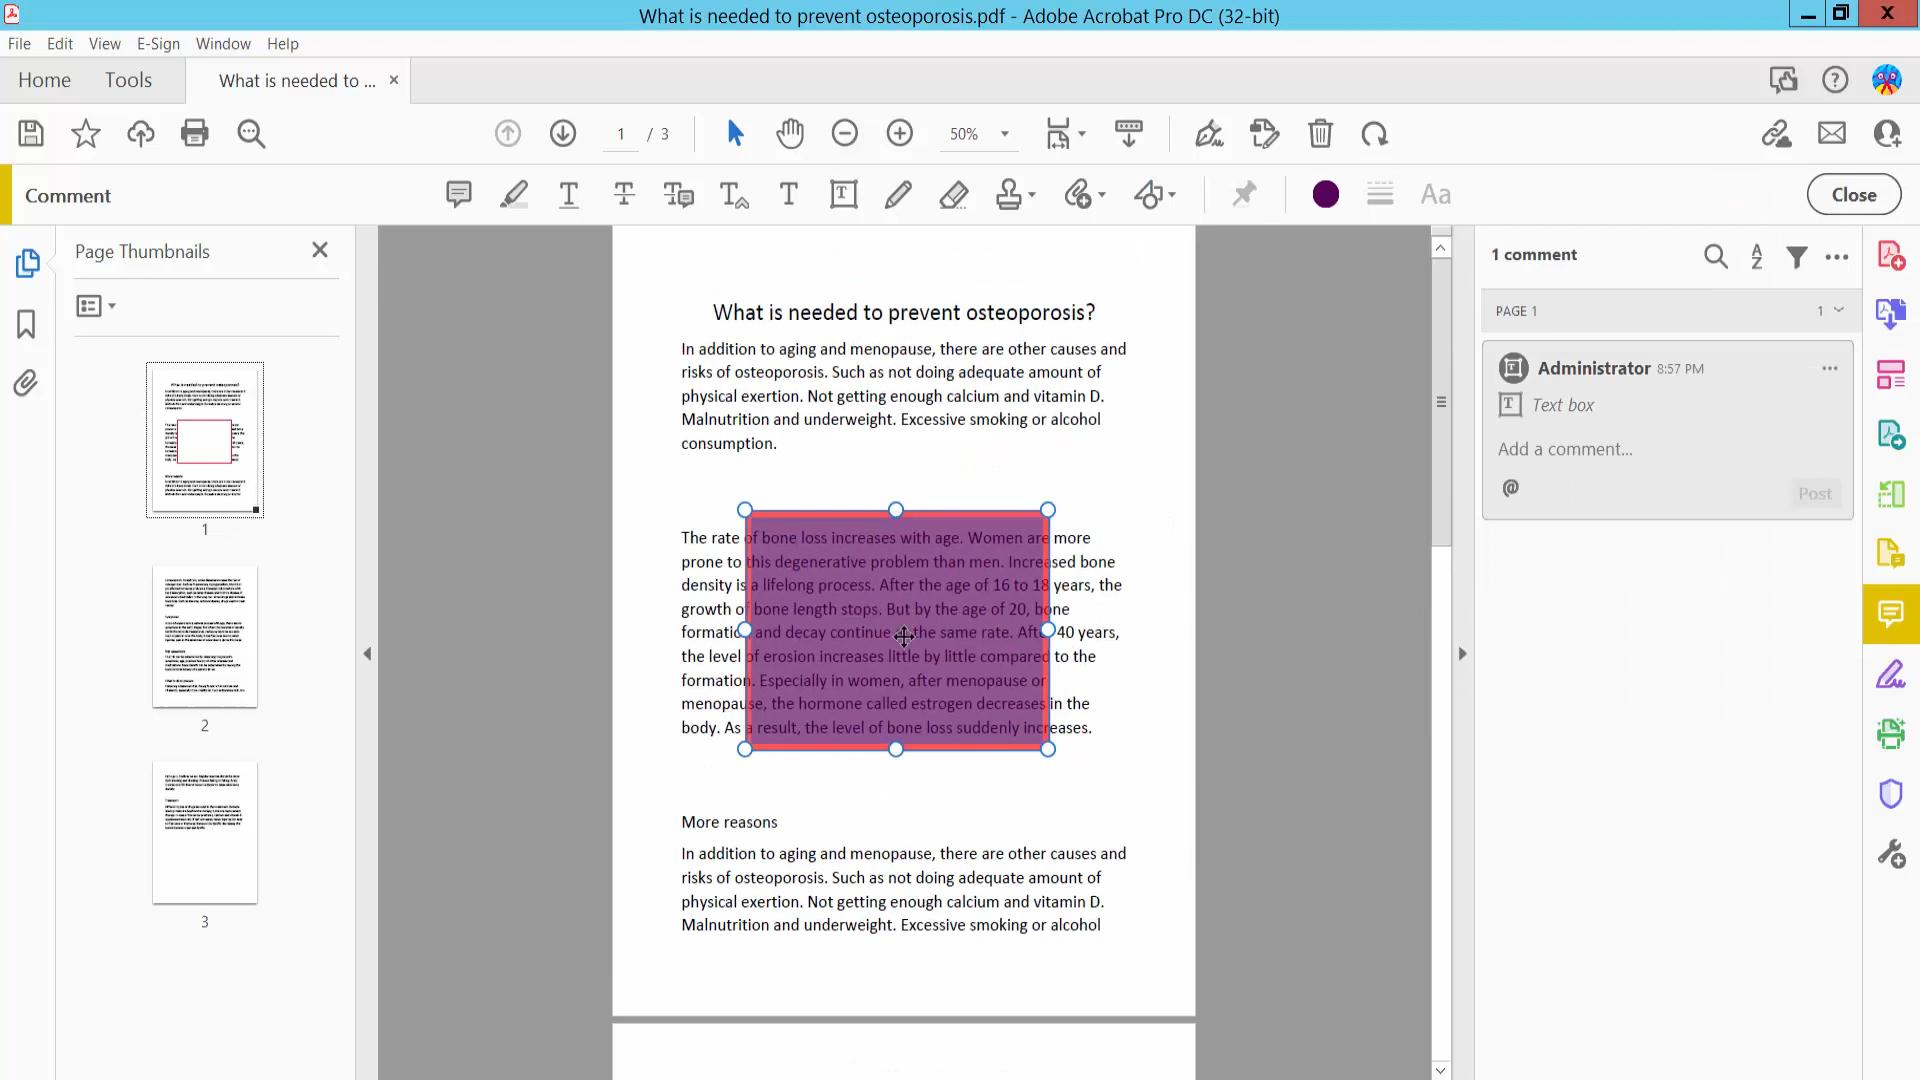 What is needed to prevent osteoporosis.pdf - Adobe Acrobat Pro DC (32-bit)
File Edit View E-Sign Window Help
Home Tools What is needed to ... ×
1 / 3 50%
Comment
T T T T T T Aa Close
Page Thumbnails
1
2
3
What is needed to prevent osteoporosis?
In addition to aging and menopause, there are other causes and
risks of osteoporosis. Such as not doing adequate amount of
physical exertion. Not getting enough calcium and vitamin D.
Malnutrition and underweight. Excessive smoking or alcohol
consumption.
The rate of bone loss increases with age. Women are more
prone to this degenerative problem than men. Increased bone
density is a lifelong process. After the age of 16 to 18 years, the
growth of bone length stops. But by the age of 20, bone
formation and decay continue at the same rate. After 40 years,
the level of erosion increases little by little compared to the
formation. Especially in women, after menopause or
menopause, the hormone called estrogen decreases in the
body. As a result, the level of bone loss suddenly increases.
More reasons
In addition to aging and menopause, there are other causes and
risks of osteoporosis. Such as not doing adequate amount of
physical exertion. Not getting enough calcium and vitamin D.
Malnutrition and underweight. Excessive smoking or alcohol
1 comment
PAGE 1 1
Administrator 8:57 PM
Text box
Add a comment...
@ Post